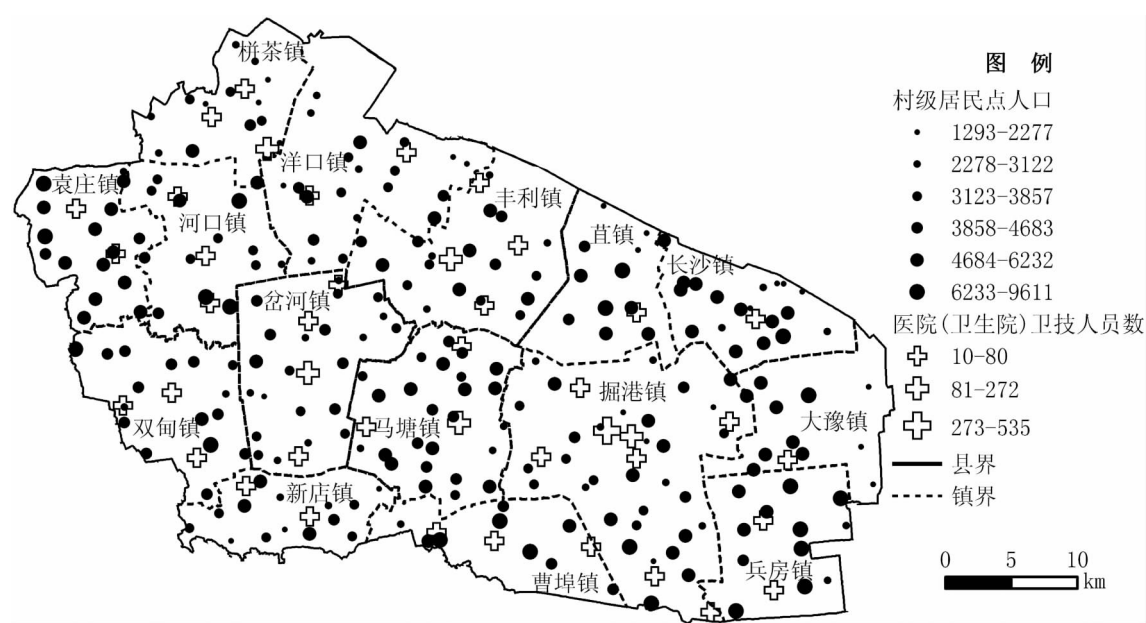 栟茶镇
洋口镇
袁庄镇
河口镇
丰利镇
苴镇
长沙镇
岔河镇
掘港镇
大豫镇
双甸镇
马塘镇
新店镇
曹埠镇
兵房镇
图 例
村级居民点人口
1293-2277
2278-3122
3123-3857
3858-4683
4684-6232
6233-9611
医院(卫生院)卫技人员数
10-80
81-272
273-535
县界
镇界
0 5 10
km